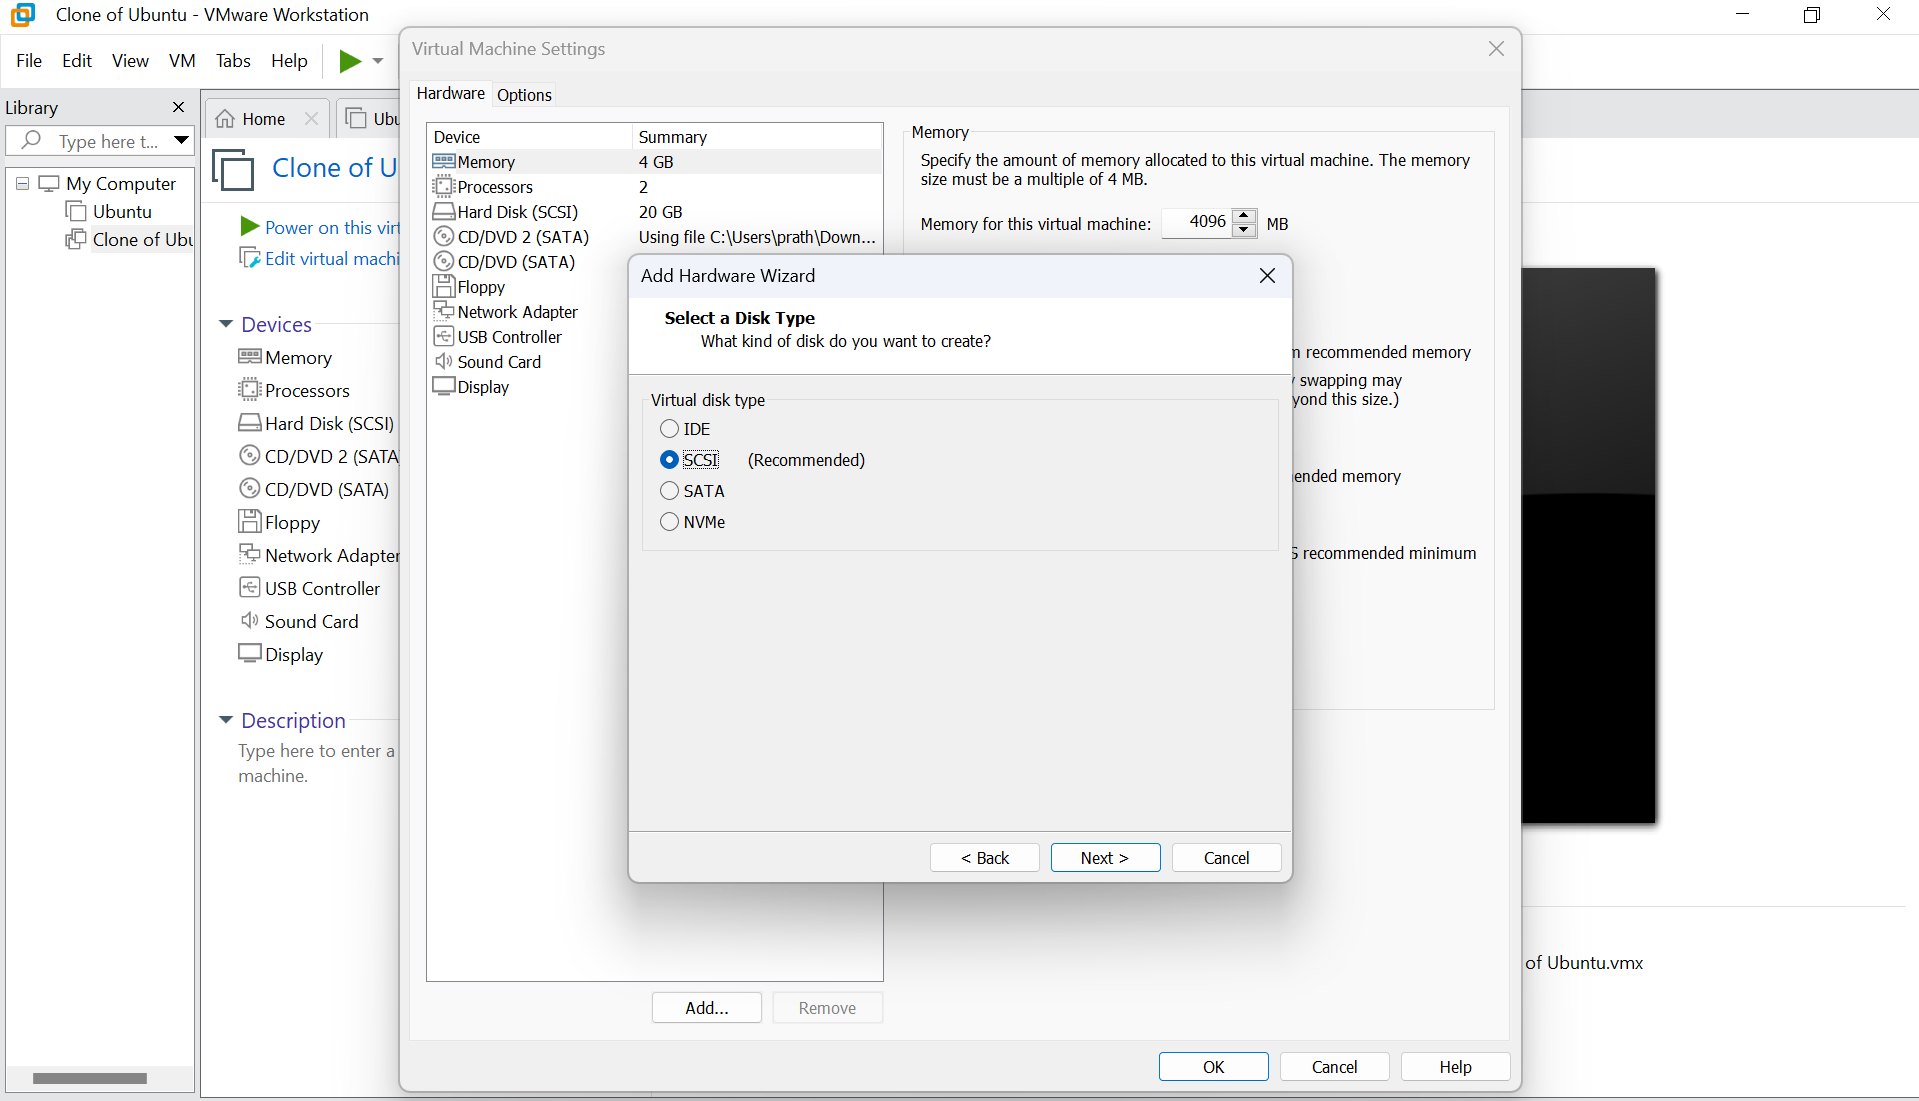 Clone of Ubuntu - VMware Workstation
File Edit View VM Tabs Help
Library
Type here t...
My Computer
Ubuntu
Clone of Ubu
Home
Ubu
Clone of U
Power on this virt
Edit virtual machi
Devices
Memory
Processors
Hard Disk (SCSI)
CD/DVD 2 (SATA
CD/DVD (SATA)
Floppy
Network Adapter
USB Controller
Sound Card
Display
Description
Type here to enter a
machine.
Virtual Machine Settings
Hardware Options
Device Summary
Memory 4 GB
Processors 2
Hard Disk (SCSI) 20 GB
CD/DVD 2 (SATA) Using file C:\Users\prath\Down...
CD/DVD (SATA)
Floppy
Network Adapter
USB Controller
Sound Card
Display
Add... Remove
Memory
Specify the amount of memory allocated to this virtual machine. The memory
size must be a multiple of 4 MB.
Memory for this virtual machine: 4096 MB
recommended memory
swapping may
yond this size.)
ended memory
recommended minimum
Add Hardware Wizard
Select a Disk Type
What kind of disk do you want to create?
Virtual disk type
IDE
SCSI (Recommended)
SATA
NVMe
< Back Next > Cancel
OK Cancel Help
of Ubuntu.vmx